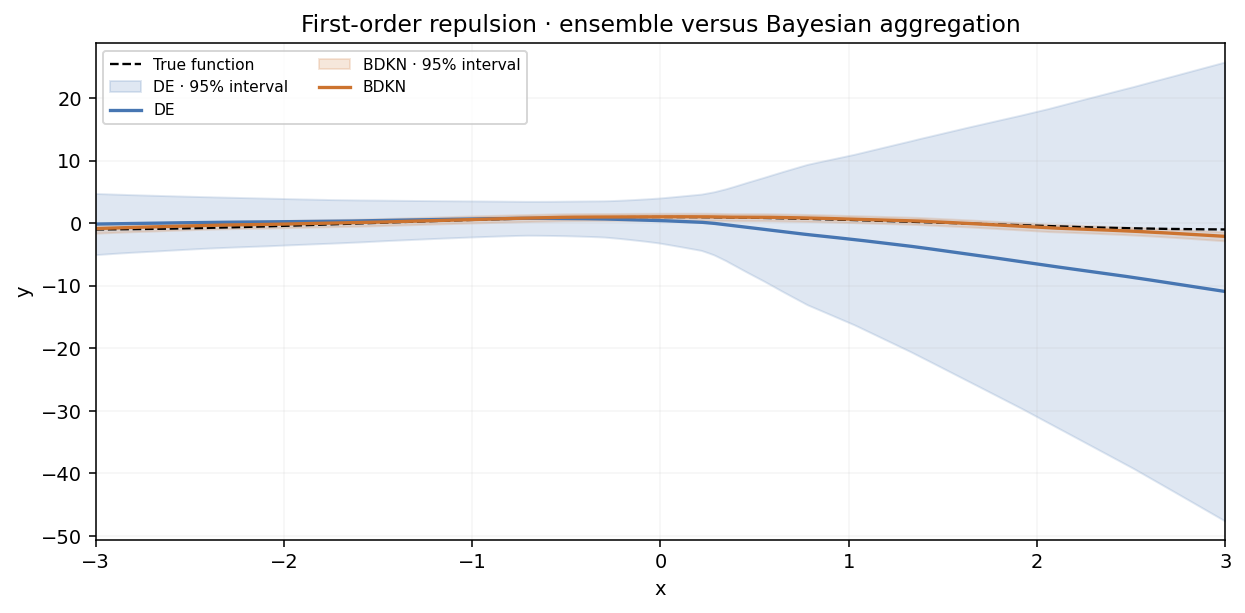 First-order repulsion · ensemble versus Bayesian aggregation
True function
DE · 95% interval
DE
BDKN · 95% interval
BDKN
20
10
0
−10
−20
−30
−40
−50
y
−3
−2
−1
0
1
2
3
x